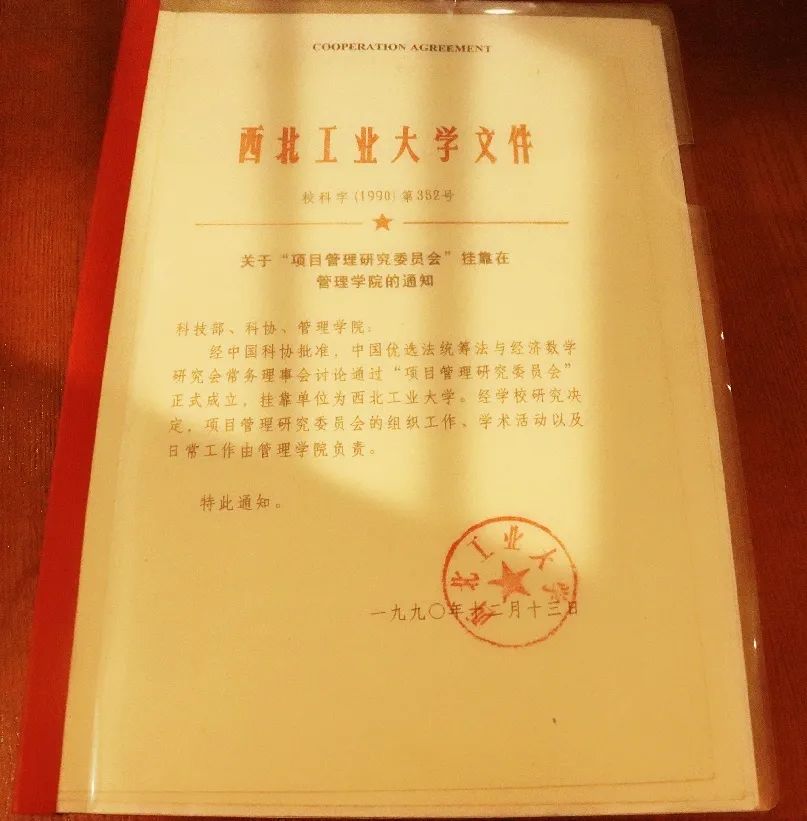 COOPERATION AGREEMENT
西北工业大学文件
校科字(1990)第352号
关于“项目管理研究委员会”挂靠在
管理学院的通知
科技部、科协、管理学院：
经中国科协批准，中国优选法统筹法与经济数学
研究会常务理事会讨论通过“项目管理研究委员会”
正式成立，挂靠单位为西北工业大学。经学校研究决
定，项目管理研究委员会的组织工作、学术活动以及
日常工作由管理学院负责。
特此通知。
西北工业大学
一九九〇年十二月十三日